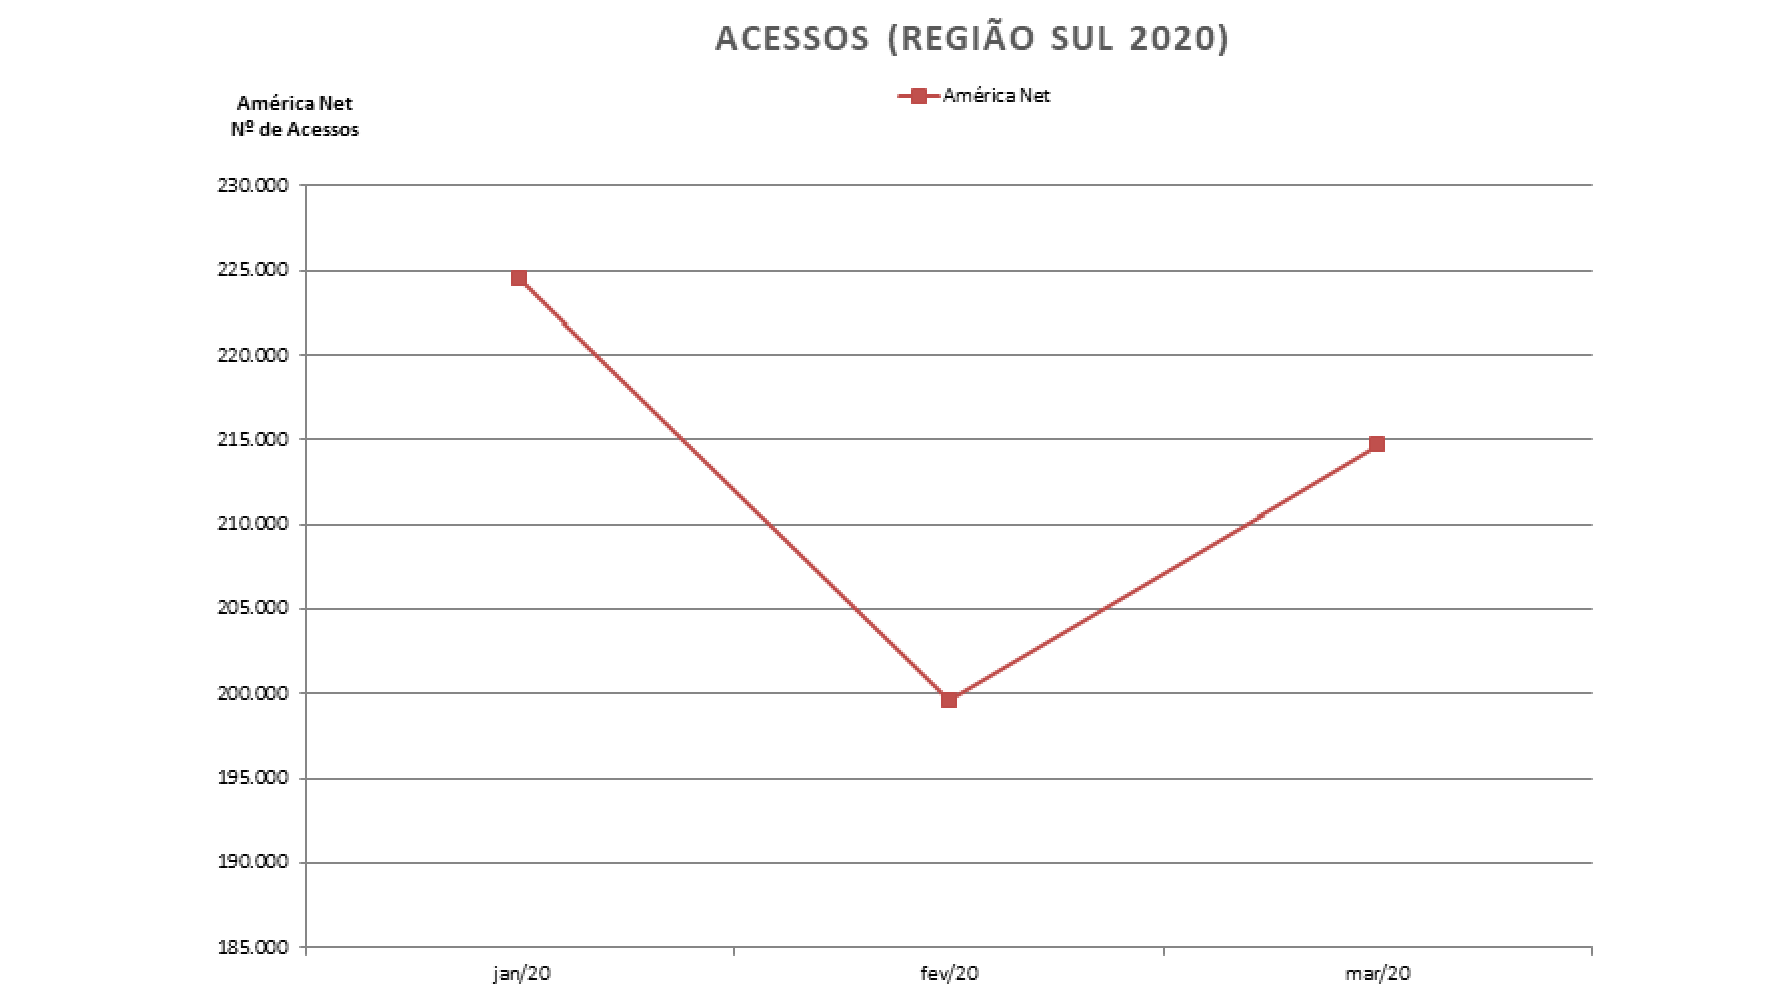 ACESSOS (REGIÃO SUL 2020)
América Net
América Net
Nº de Acessos
230.000
225.000
220.000
215.000
210.000
205.000
200.000
195.000
190.000
185.000
jan/20 fev/20 mar/20